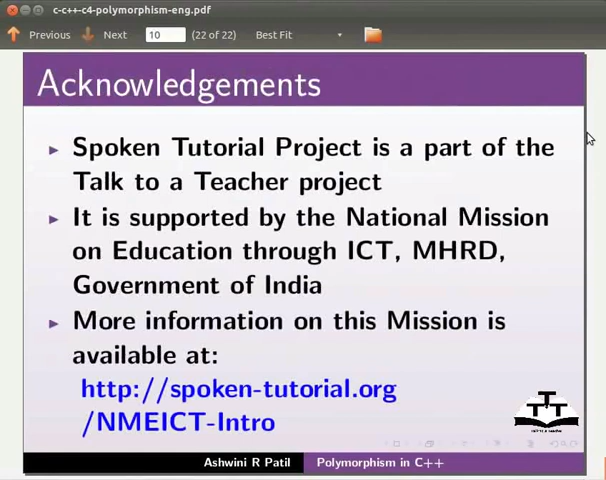 c-c++-c4-polymorphism-eng.pdf
Previous Next 10 (22 of 22) Best Fit
Acknowledgements
Spoken Tutorial Project is a part of the
Talk to a Teacher project
It is supported by the National Mission
on Education through ICT, MHRD,
Government of India
More information on this Mission is
available at:
http://spoken-tutorial.org
/NMEICT-Intro
Ashwini R Patil Polymorphism in C++